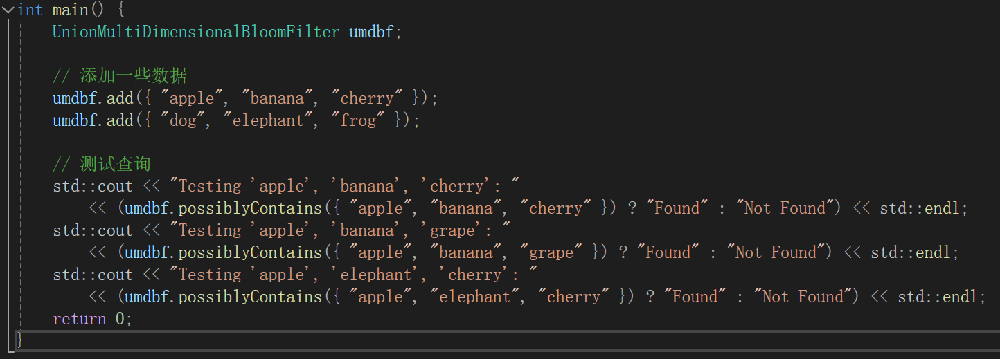 int main() {
UnionMultiDimensionalBloomFilter umdbf;
// 添加一些数据
umdbf.add({ "apple", "banana", "cherry" });
umdbf.add({ "dog", "elephant", "frog" });
// 测试查询
std::cout << "Testing 'apple', 'banana', 'cherry': "
<< (umdbf.possiblyContains({ "apple", "banana", "cherry" }) ? "Found" : "Not Found") << std::endl;
std::cout << "Testing 'apple', 'banana', 'grape': "
<< (umdbf.possiblyContains({ "apple", "banana", "grape" }) ? "Found" : "Not Found") << std::endl;
std::cout << "Testing 'apple', 'elephant', 'cherry': "
<< (umdbf.possiblyContains({ "apple", "elephant", "cherry" }) ? "Found" : "Not Found") << std::endl;
return 0;
}